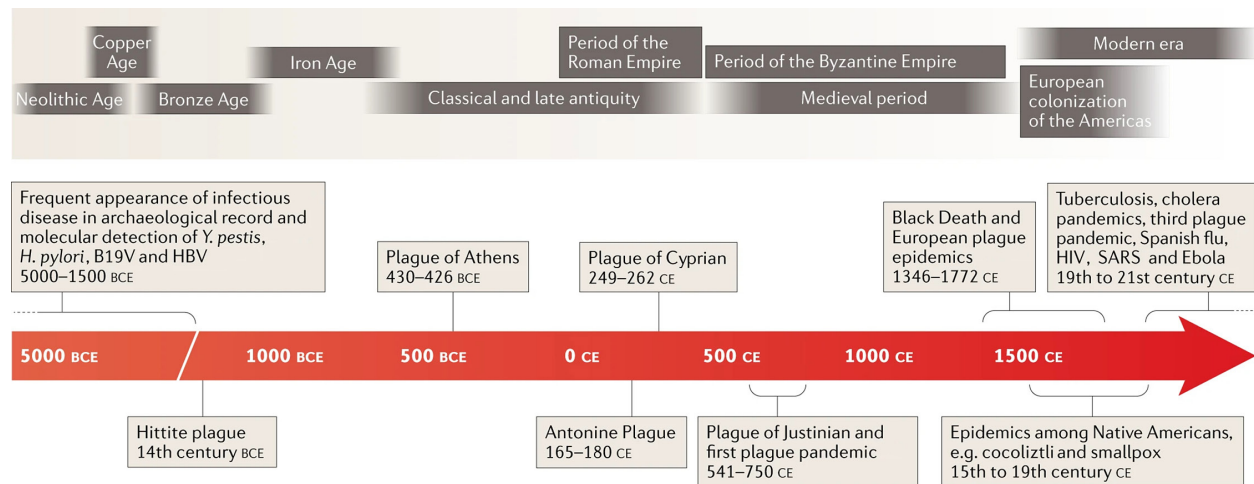 Copper
Age
Iron Age
Period of the
Roman Empire
Period of the Byzantine Empire
Modern era
Neolithic Age
Bronze Age
Classical and late antiquity
Medieval period
European
colonization
of the Americas
Frequent appearance of infectious
disease in archaeological record and
molecular detection of Y. pestis,
H. pylori, B19V and HBV
5000–1500 BCE
Plague of Athens
430–426 BCE
Plague of Cyprian
249–262 CE
Black Death and
European plague
epidemics
1346–1772 CE
Tuberculosis, cholera
pandemics, third plague
pandemic, Spanish flu,
HIV, SARS and Ebola
19th to 21st century CE
5000 BCE
1000 BCE
500 BCE
0 CE
500 CE
1000 CE
1500 CE
Hittite plague
14th century BCE
Antonine Plague
165–180 CE
Plague of Justinian and
first plague pandemic
541–750 CE
Epidemics among Native Americans,
e.g. cocoliztli and smallpox
15th to 19th century CE